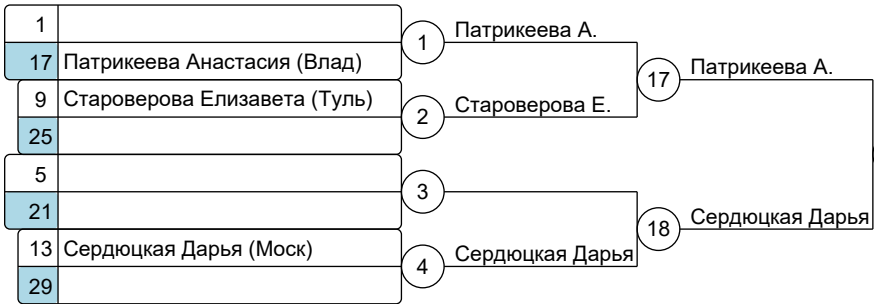 1
17 Патрикеева Анастасия (Влад)
1
Патрикеева А.
9 Староверова Елизавета (Туль)
25
2
Староверова Е.
17
Патрикеева А.
5
21
3
13 Сердюцкая Дарья (Моск)
29
4
Сердюцкая Дарья
18
Сердюцкая Дарья